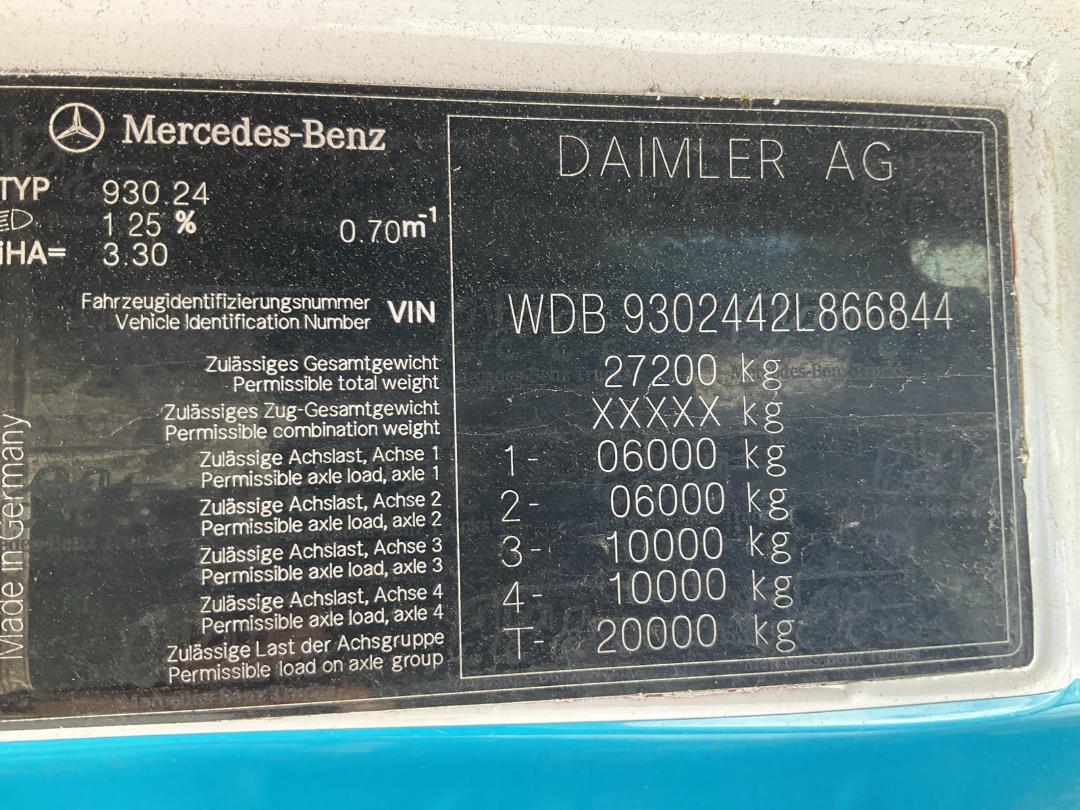 Mercedes-Benz
DAIMLER AG
TYP 930.24
1.25 % 0.70m⁻¹
iHA= 3.30
Fahrzeugidentifizierungsnummer
Vehicle Identification Number VIN WDB 9302442L866844
Zulässiges Gesamtgewicht
Permissible total weight 27200 kg
Zulässiges Zug-Gesamtgewicht
Permissible combination weight XXXXX kg
Zulässige Achslast, Achse 1
Permissible axle load, axle 1 1- 06000 kg
Zulässige Achslast, Achse 2
Permissible axle load, axle 2 2- 06000 kg
Zulässige Achslast, Achse 3
Permissible axle load, axle 3 3- 10000 kg
Zulässige Achslast, Achse 4
Permissible axle load, axle 4 4- 10000 kg
Zulässige Last der Achsgruppe
Permissible load on axle group T- 20000 kg
Made in Germany